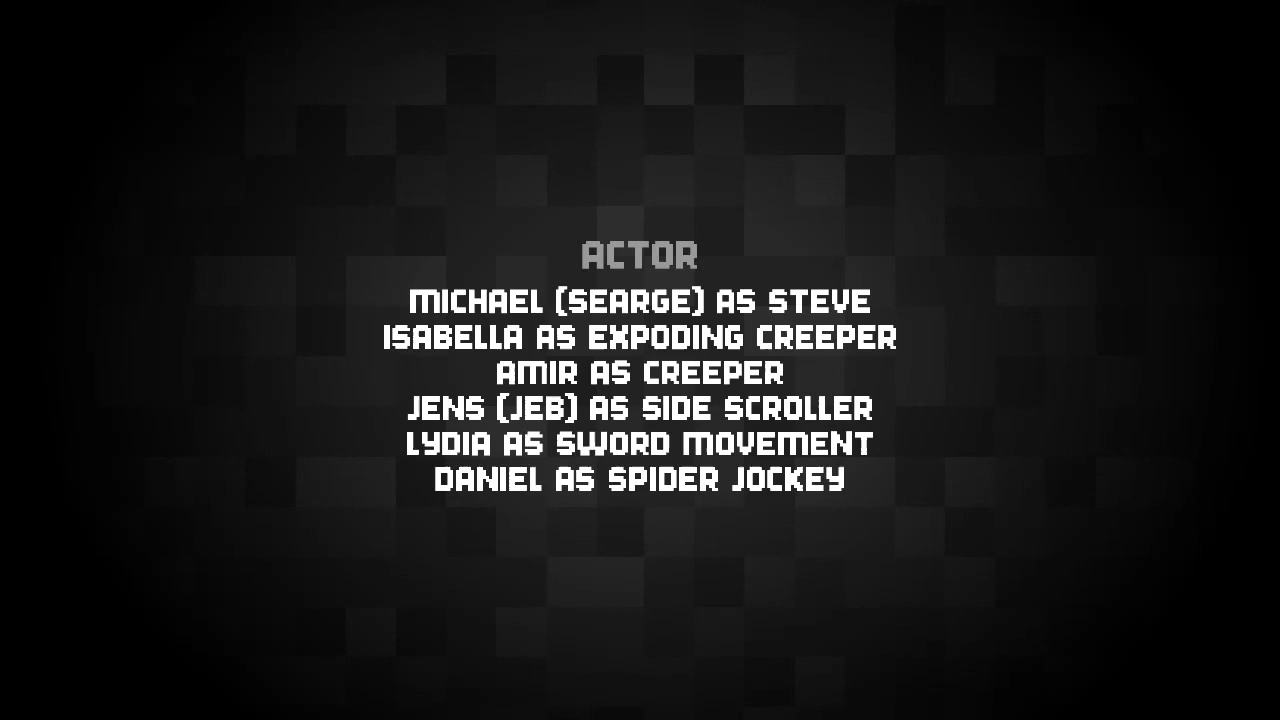 ACTOR
MICHAEL (SEARGE) AS STEVE
ISABELLA AS EXPODING CREEPER
AMIR AS CREEPER
JENS (JEB) AS SIDE SCROLLER
LYDIA AS SWORD MOVEMENT
DANIEL AS SPIDER JOCKEY